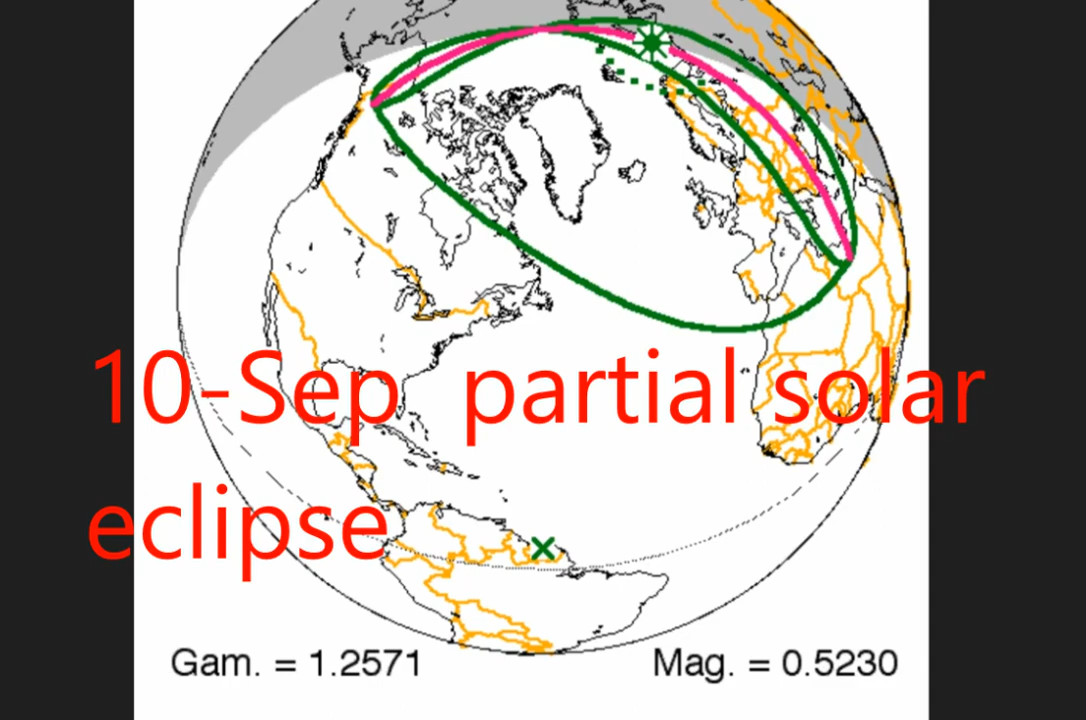 10-Sep partial solar
eclipse
Gam. = 1.2571 Mag. = 0.5230